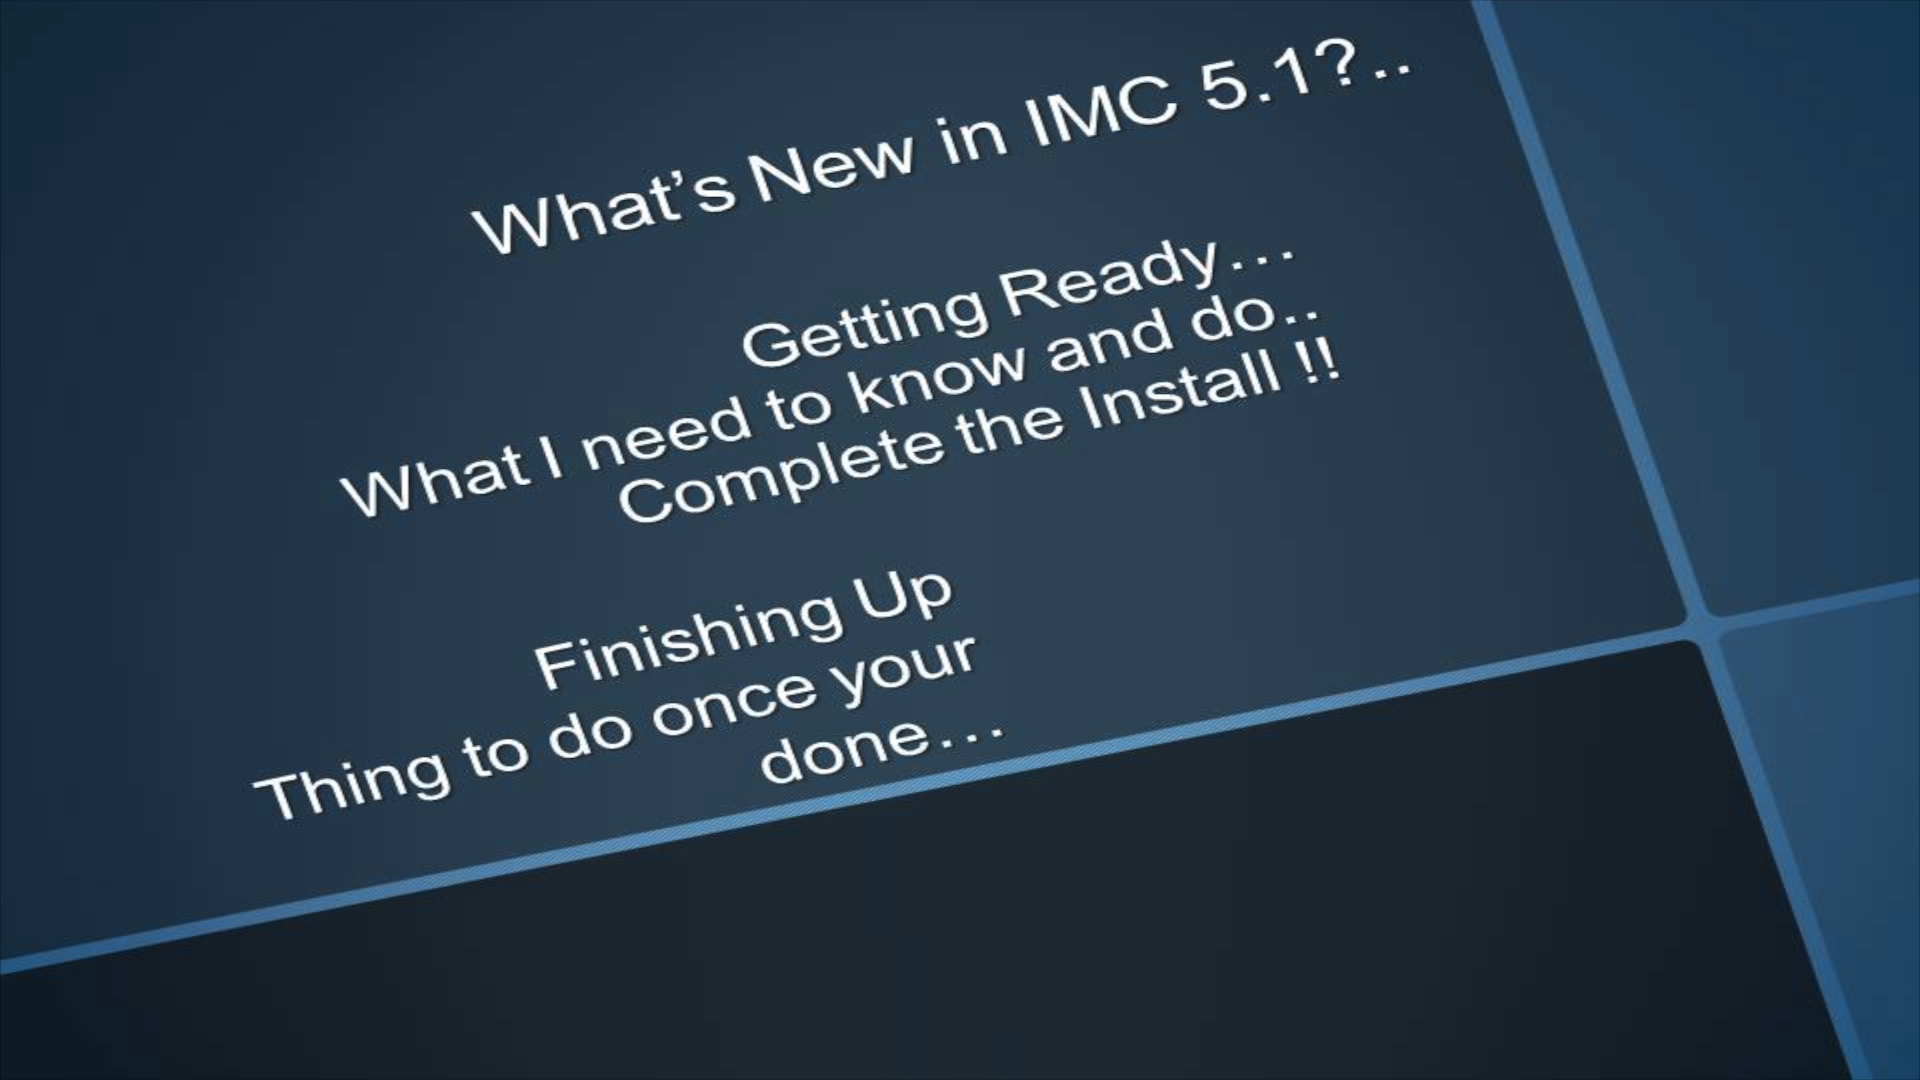 What’s New in IMC 5.1?..
Getting Ready…
What I need to know and do..
Complete the Install !!
Finishing Up
Thing to do once your
done…